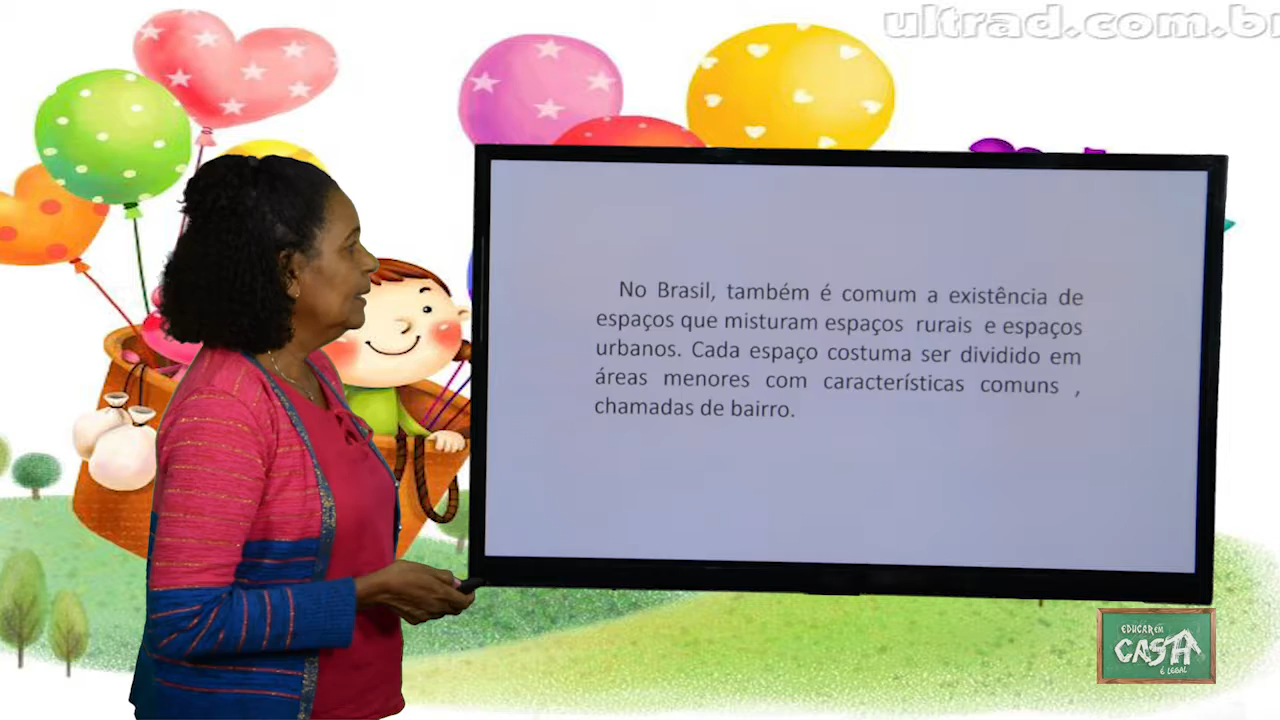 ultrad.com.br
No Brasil, também é comum a existência de
espaços que misturam espaços rurais e espaços
urbanos. Cada espaço costuma ser dividido em
áreas menores com características comuns ,
chamadas de bairro.
EDUCAR EM
CASA
É LEGAL